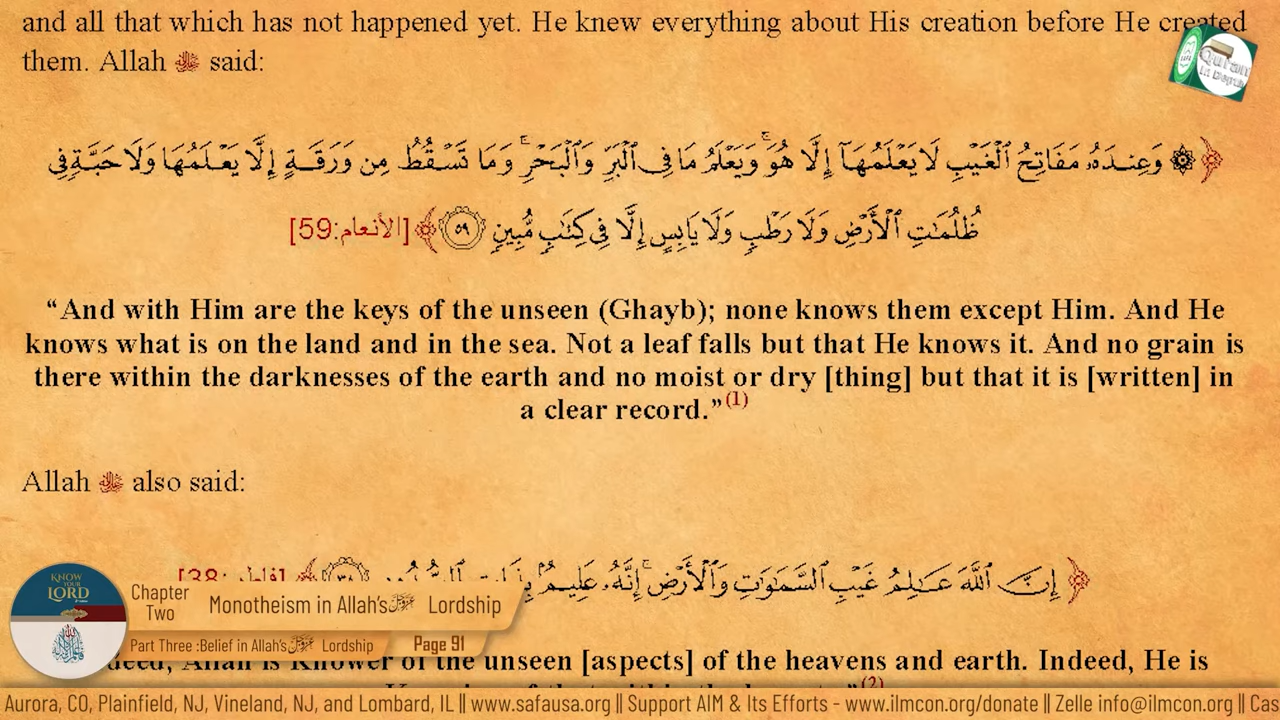 and all that which has not happened yet. He knew everything about His creation before He created
them. Allah ﷻ said:
﴿ ۞ وَعِندَهُۥ مَفَاتِحُ ٱلْغَيْبِ لَا يَعْلَمُهَآ إِلَّا هُوَ ۚ وَيَعْلَمُ مَا فِى ٱلْبَرِّ وَٱلْبَحْرِ ۚ وَمَا تَسْقُطُ مِن وَرَقَةٍ إِلَّا يَعْلَمُهَا وَلَا حَبَّةٍ فِى
ظُلُمَٰتِ ٱلْأَرْضِ وَلَا رَطْبٍ وَلَا يَابِسٍ إِلَّا فِى كِتَٰبٍ مُّبِينٍ ٥٩ ﴾ [الأنعام:59]
“And with Him are the keys of the unseen (Ghayb); none knows them except Him. And He
knows what is on the land and in the sea. Not a leaf falls but that He knows it. And no grain is
there within the darknesses of the earth and no moist or dry [thing] but that it is [written] in
a clear record.”(1)
Allah ﷻ also said:
﴿ إِنَّ ٱللَّهَ عَٰلِمُ غَيْبِ ٱلسَّمَٰوَٰتِ وَٱلْأَرْضِ ۚ إِنَّهُۥ عَلِيمٌۢ
KNOW YOUR LORD
Chapter Two
Monotheism in Allah's ﷻ Lordship
Part Three :Belief in Allah's ﷻ Lordship Page 91
Allah is Knower of the unseen [aspects] of the heavens and earth. Indeed, He is
Aurora, CO, Plainfield, NJ, Vineland, NJ, and Lombard, IL || www.safausa.org || Support AIM & Its Efforts - www.ilmcon.org/donate || Zelle info@ilmcon.org || Cas